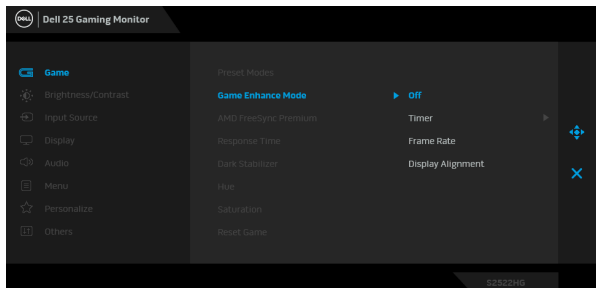 DELL Dell 25 Gaming Monitor
Game
Brightness/Contrast
Input Source
Display
Audio
Menu
Personalize
Others
Preset Modes
Game Enhance Mode
AMD FreeSync Premium
Response Time
Dark Stabilizer
Hue
Saturation
Reset Game
Off
Timer
Frame Rate
Display Alignment
S2522HG